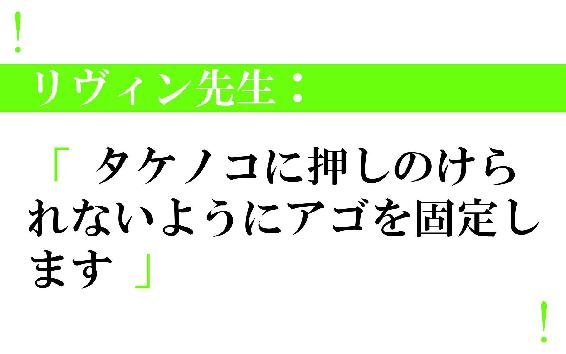 !
リヴィン先生：
「 タケノコに押しのけら
れないようにアゴを固定し
ます 」
!